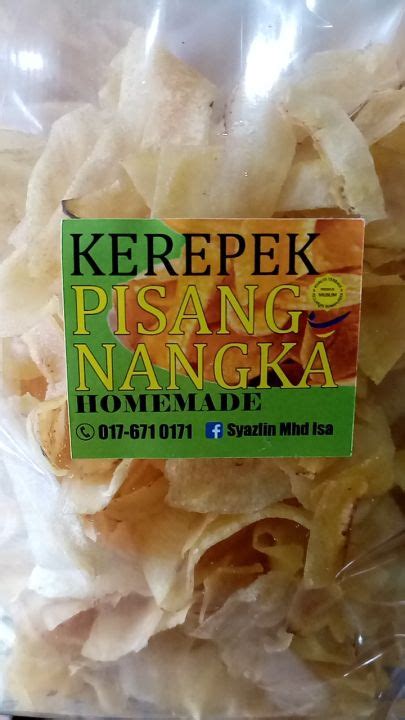 KEREPEK
PISANG
NANGKA
HOMEMADE
017-671 0171 Syazlin Mhd Isa